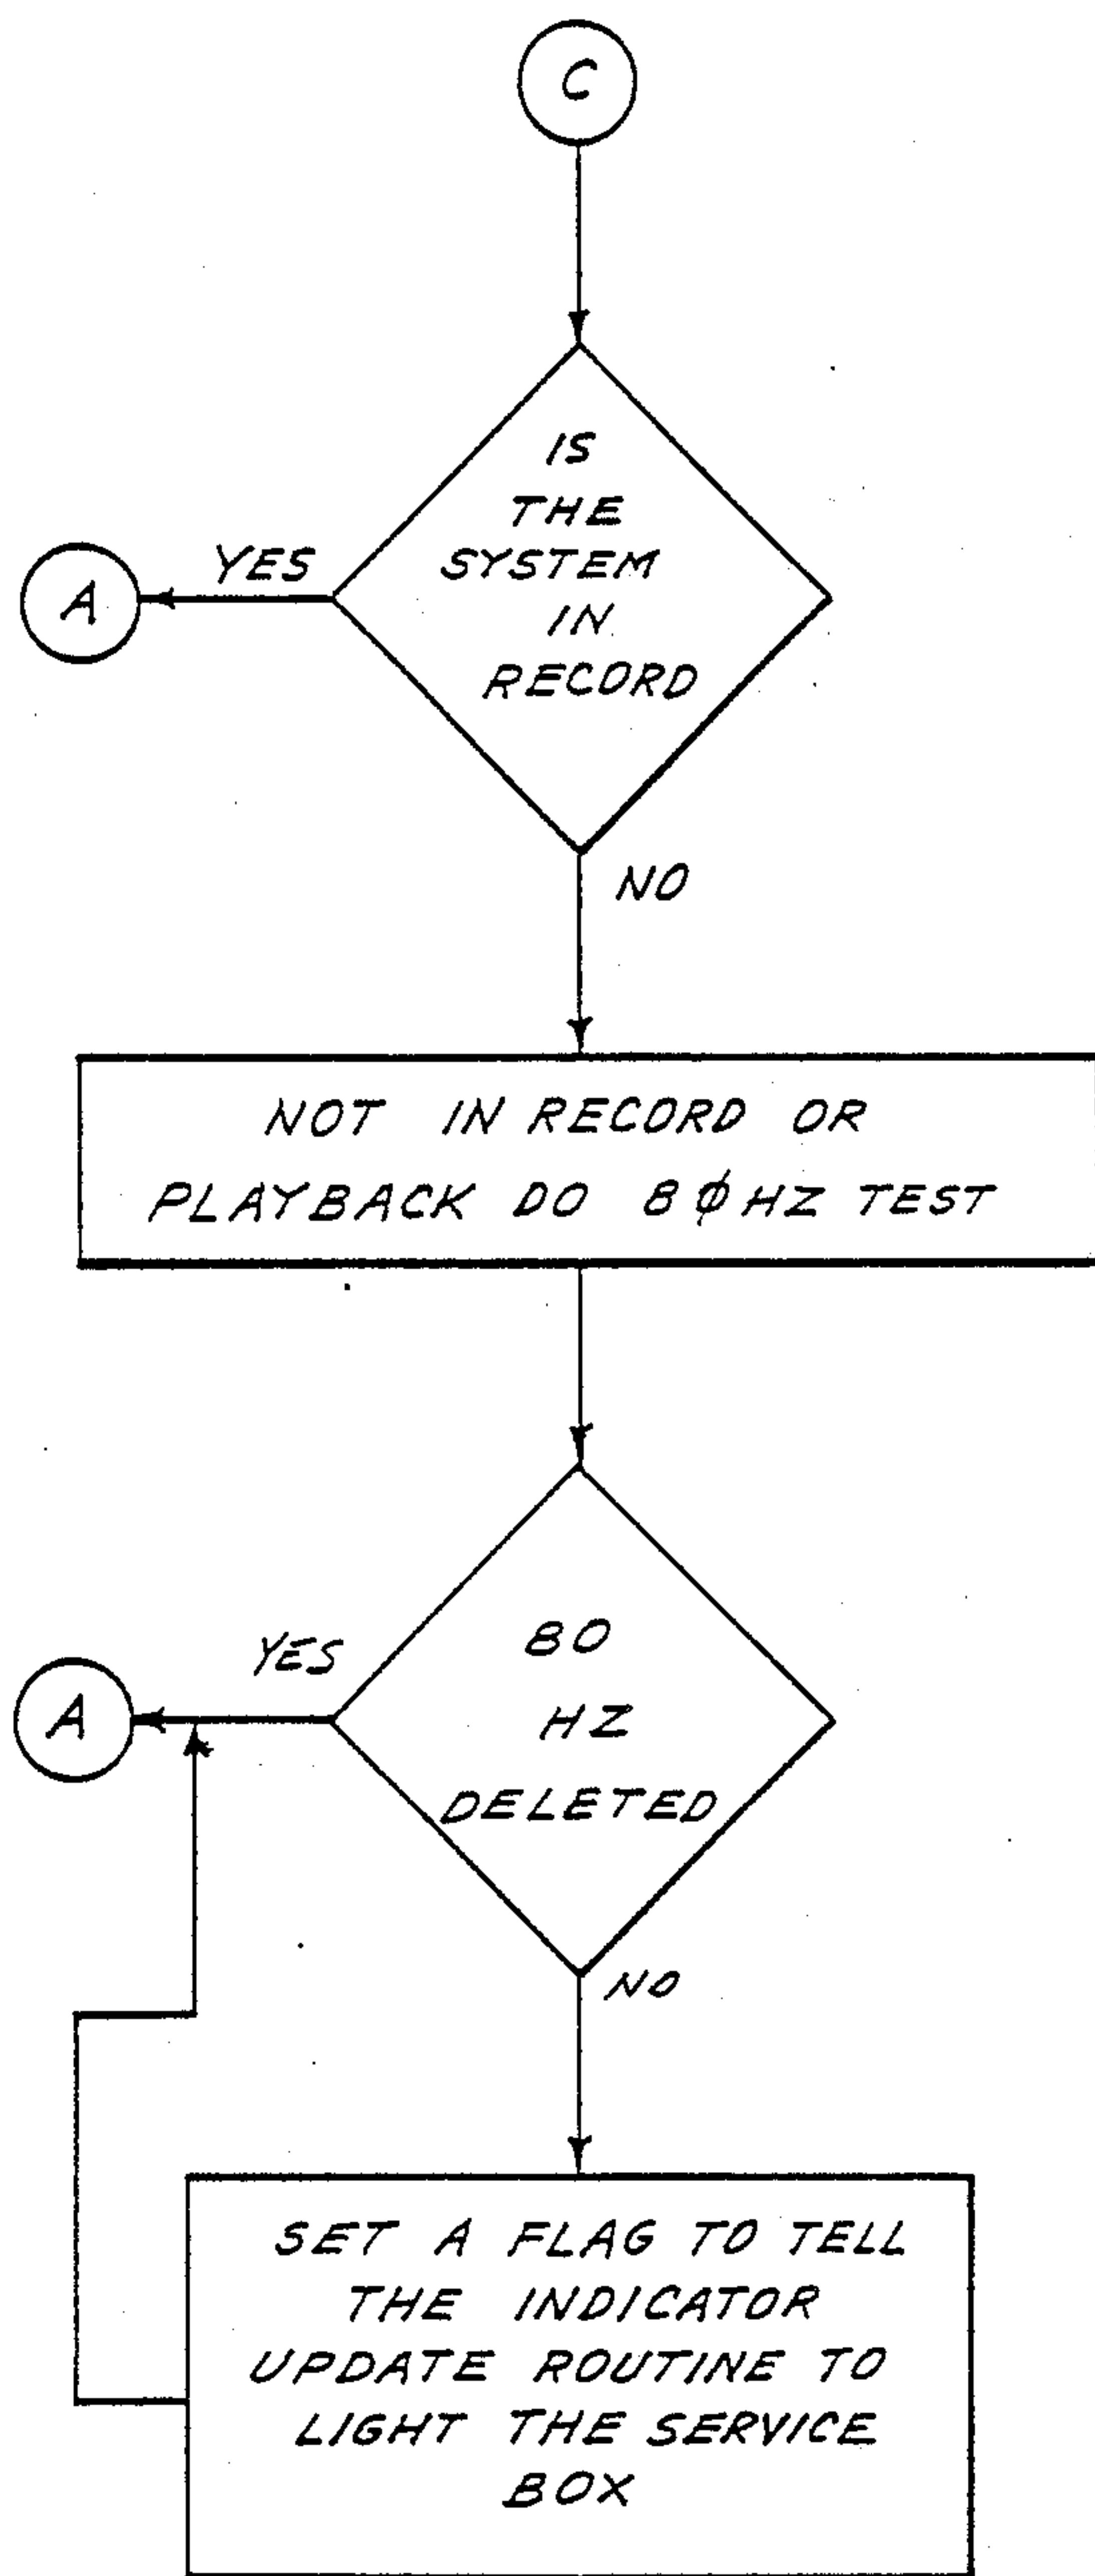 C
IS
THE
SYSTEM
IN
RECORD
YES
A
NO
NOT IN RECORD OR
PLAYBACK DO 8φHZ TEST
80
HZ
DELETED
YES
A
NO
SET A FLAG TO TELL
THE INDICATOR
UPDATE ROUTINE TO
LIGHT THE SERVICE
BOX